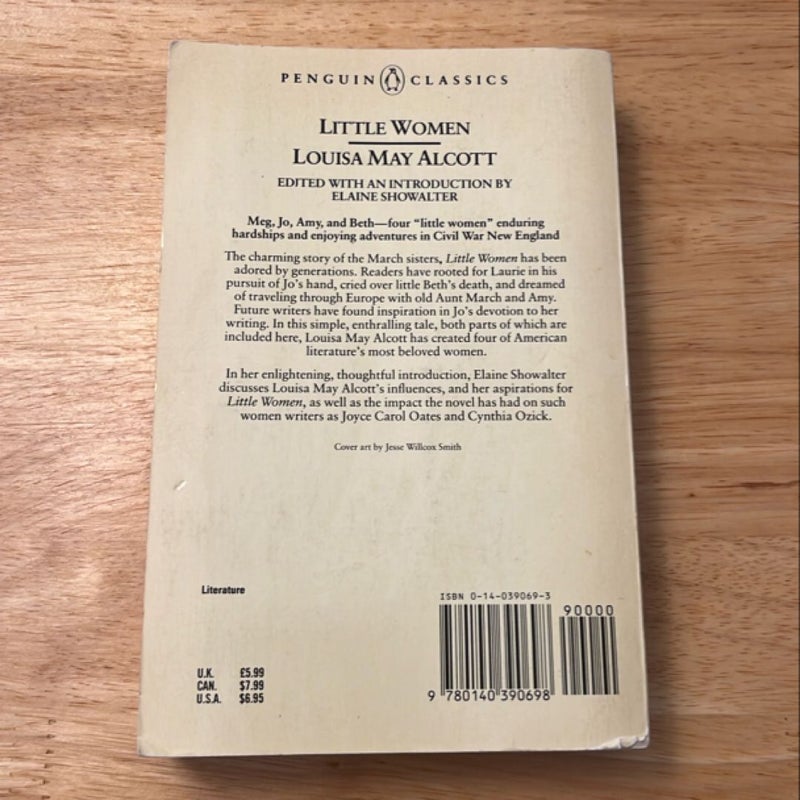 PENGUIN CLASSICS
LITTLE WOMEN
LOUISA MAY ALCOTT
EDITED WITH AN INTRODUCTION BY
ELAINE SHOWALTER
Meg, Jo, Amy, and Beth—four “little women” enduring
hardships and enjoying adventures in Civil War New England
The charming story of the March sisters, Little Women has been
adored by generations. Readers have rooted for Laurie in his
pursuit of Jo’s hand, cried over little Beth’s death, and dreamed
of traveling through Europe with old Aunt March and Amy.
Future writers have found inspiration in Jo’s devotion to her
writing. In this simple, enthralling tale, both parts of which are
included here, Louisa May Alcott has created four of American
literature’s most beloved women.
In her enlightening, thoughtful introduction, Elaine Showalter
discusses Louisa May Alcott’s influences, and her aspirations for
Little Women, as well as the impact the novel has had on such
women writers as Joyce Carol Oates and Cynthia Ozick.
Cover art by Jesse Willcox Smith
Literature
ISBN 0-14-039069-3
90000
U.K. £5.99
CAN. $7.99
U.S.A. $6.95
9 780140 390698